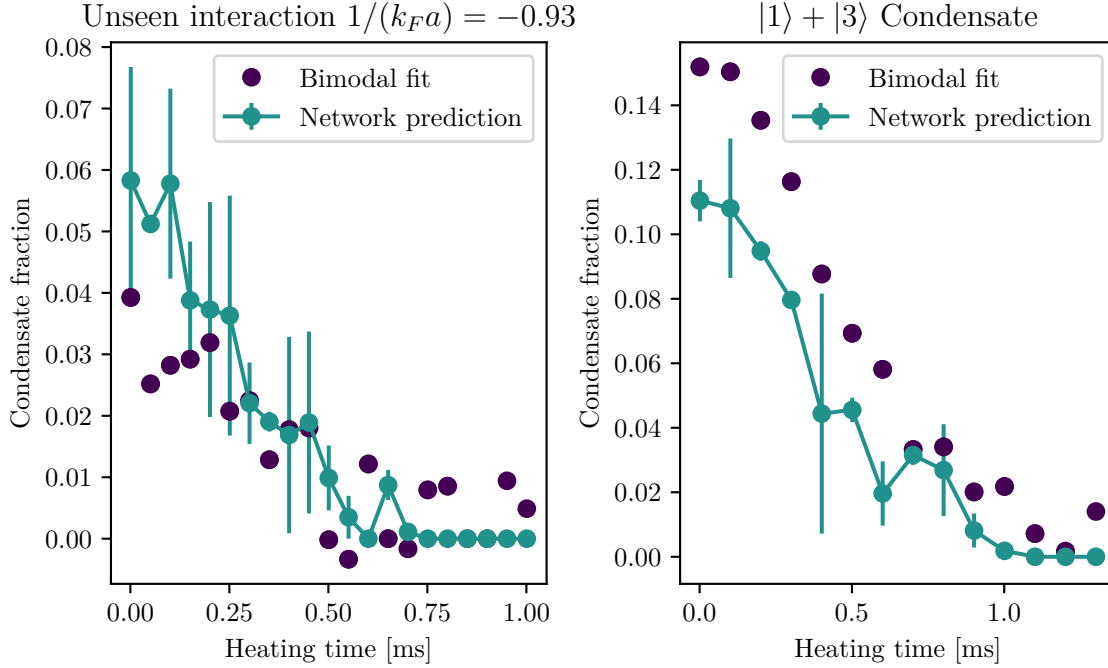 Unseen interaction 1/(k_F a) = −0.93
0.08
0.07
0.06
0.05
0.04
0.03
0.02
0.01
0.00
Condensate fraction
Bimodal fit
Network prediction
0.00 0.25 0.50 0.75 1.00
Heating time [ms]
|1⟩ + |3⟩ Condensate
0.14
0.12
0.10
0.08
0.06
0.04
0.02
0.00
Condensate fraction
Bimodal fit
Network prediction
0.0 0.5 1.0
Heating time [ms]